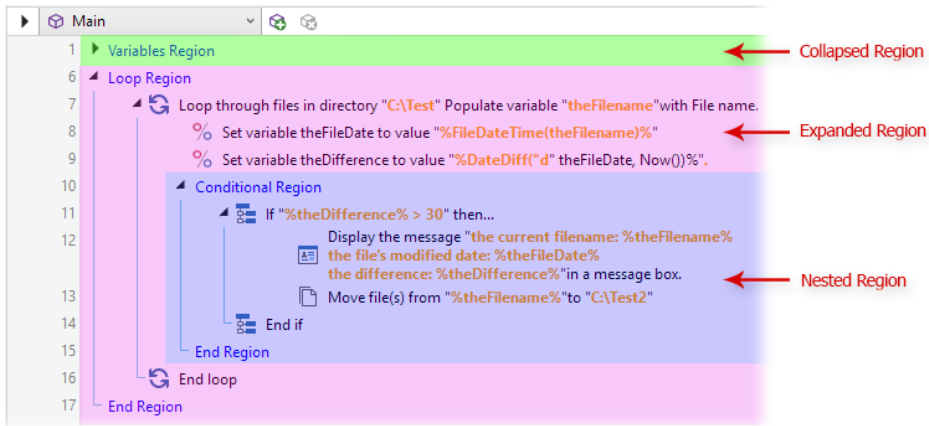 Main
1 Variables Region
Collapsed Region
6 Loop Region
7 Loop through files in directory "C:\Test" Populate variable "theFilename"with File name.
8 Set variable theFileDate to value "%FileDateTime(theFilename)%"
Expanded Region
9 Set variable theDifference to value "%DateDiff("d" theFileDate, Now())%".
10 Conditional Region
11 If "%theDifference% > 30" then...
12 Display the message "the current filename: %theFilename%
the file's modified date: %theFileDate%
the difference: %theDifference%"in a message box.
Nested Region
13 Move file(s) from "%theFilename%"to "C:\Test2"
14 End if
15 End Region
16 End loop
17 End Region